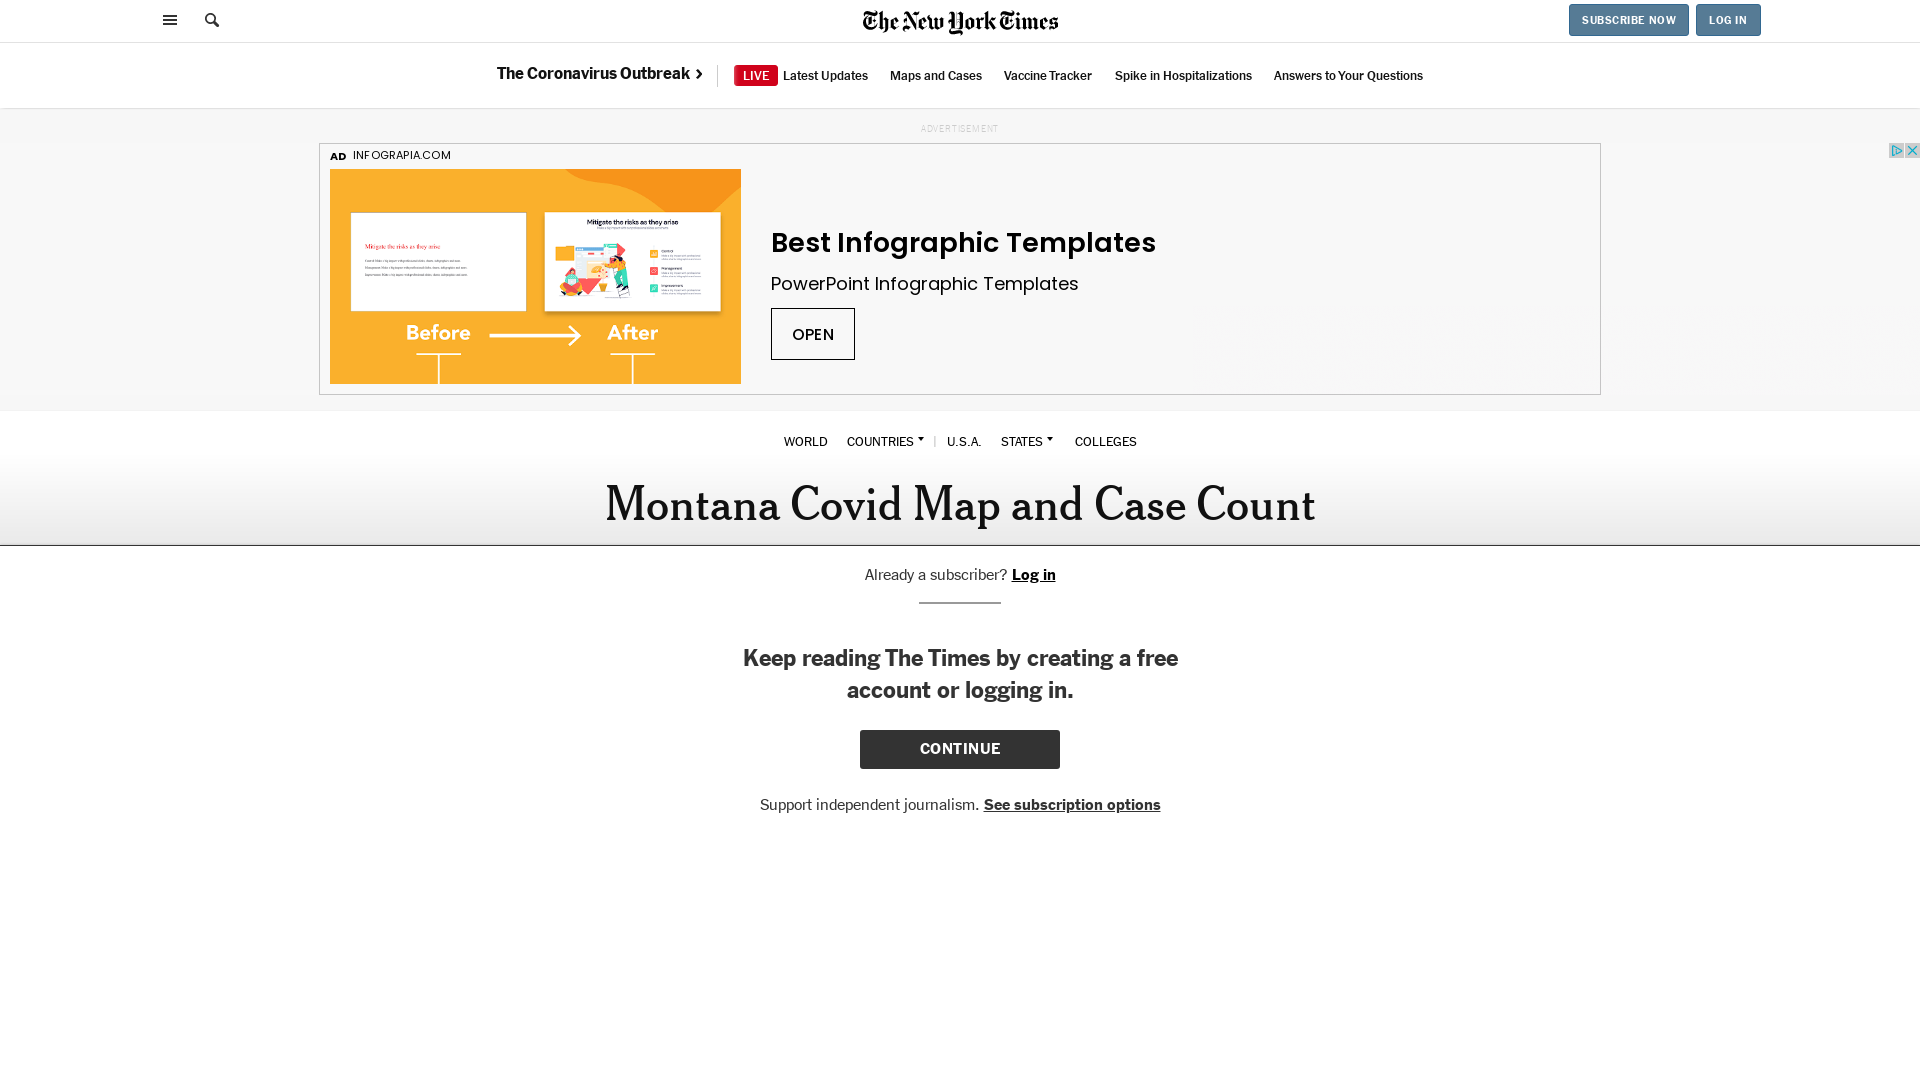 The New York Times
SUBSCRIBE NOW
LOG IN
The Coronavirus Outbreak
LIVE Latest Updates
Maps and Cases
Vaccine Tracker
Spike in Hospitalizations
Answers to Your Questions
ADVERTISEMENT
AD INFOGRAPIA.COM
Mitigate the risks as they arise
Mitigate the risks as they arise
Before
After
Best Infographic Templates
PowerPoint Infographic Templates
OPEN
WORLD
COUNTRIES
|
U.S.A.
STATES
COLLEGES
Montana Covid Map and Case Count
Already a subscriber? Log in
Keep reading The Times by creating a free
account or logging in.
CONTINUE
Support independent journalism. See subscription options